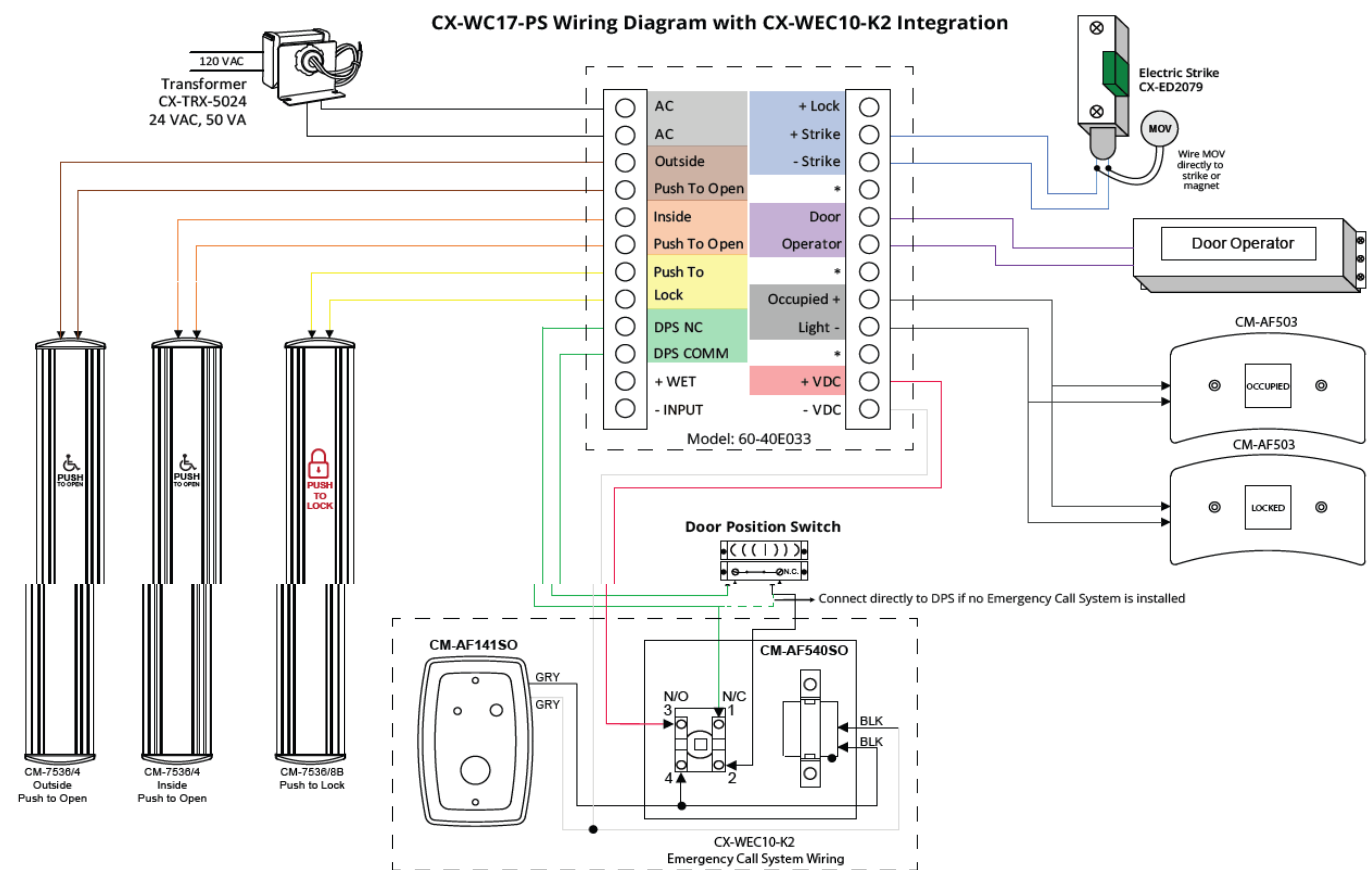 CX-WC17-PS Wiring Diagram with CX-WEC10-K2 Integration
120 VAC
Transformer
CX-TRX-5024
24 VAC, 50 VA
AC
AC
Outside
Push To Open
Inside
Push To Open
Push To
Lock
DPS NC
DPS COMM
+ WET
- INPUT
+ Lock
+ Strike
- Strike
*
Door
Operator
*
Occupied +
Light -
*
+ VDC
- VDC
Model: 60-40E033
Electric Strike
CX-ED2079
MOV
Wire MOV
directly to
strike or
magnet
Door Operator
CM-AF503
OCCUPIED
CM-AF503
LOCKED
PUSH
TO OPEN
PUSH
TO OPEN
PUSH
TO
LOCK
CM-7536/4
Outside
Push to Open
CM-7536/4
Inside
Push to Open
CM-7536/8B
Push to Lock
Door Position Switch
N.C.
Connect directly to DPS if no Emergency Call System is installed
CM-AF141SO
GRY
GRY
CM-AF540SO
N/O
3
N/C
1
4
2
BLK
BLK
CX-WEC10-K2
Emergency Call System Wiring